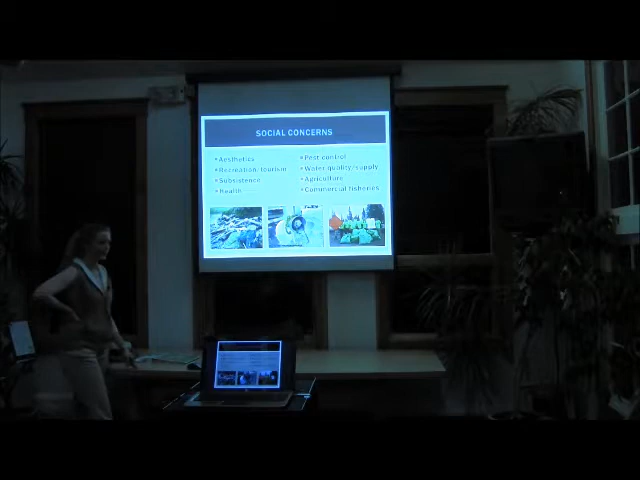 SOCIAL CONCERNS
Aesthetics
Recreation/tourism
Subsistence
Health
Pest control
Water quality/supply
Agriculture
Commercial fisheries